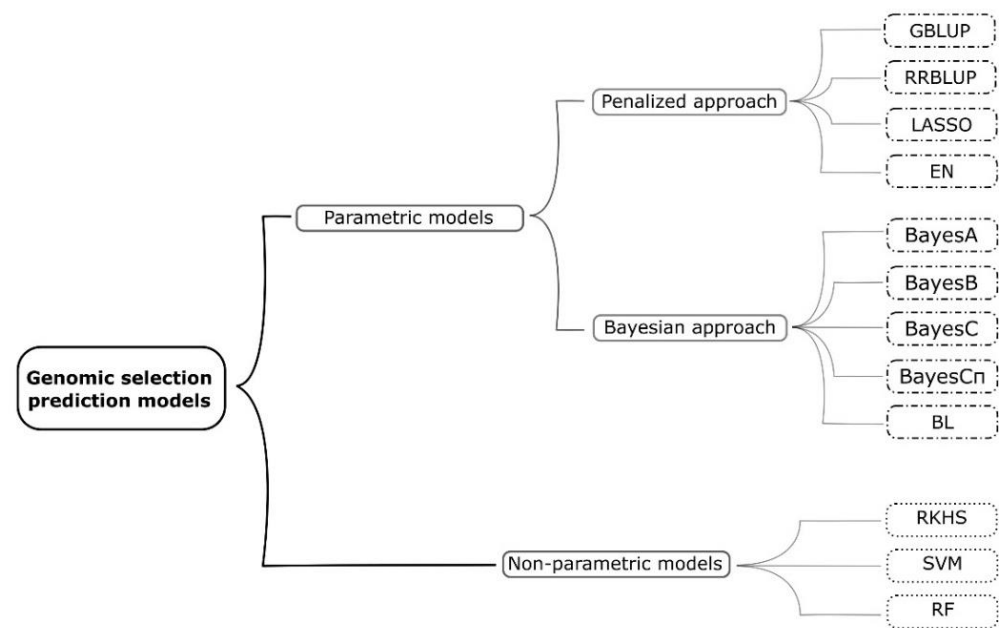 GBLUP
RRBLUP
Penalized approach
LASSO
EN
Parametric models
BayesA
BayesB
Bayesian approach
BayesC
BayesCп
BL
Genomic selection
prediction models
RKHS
Non-parametric models
SVM
RF